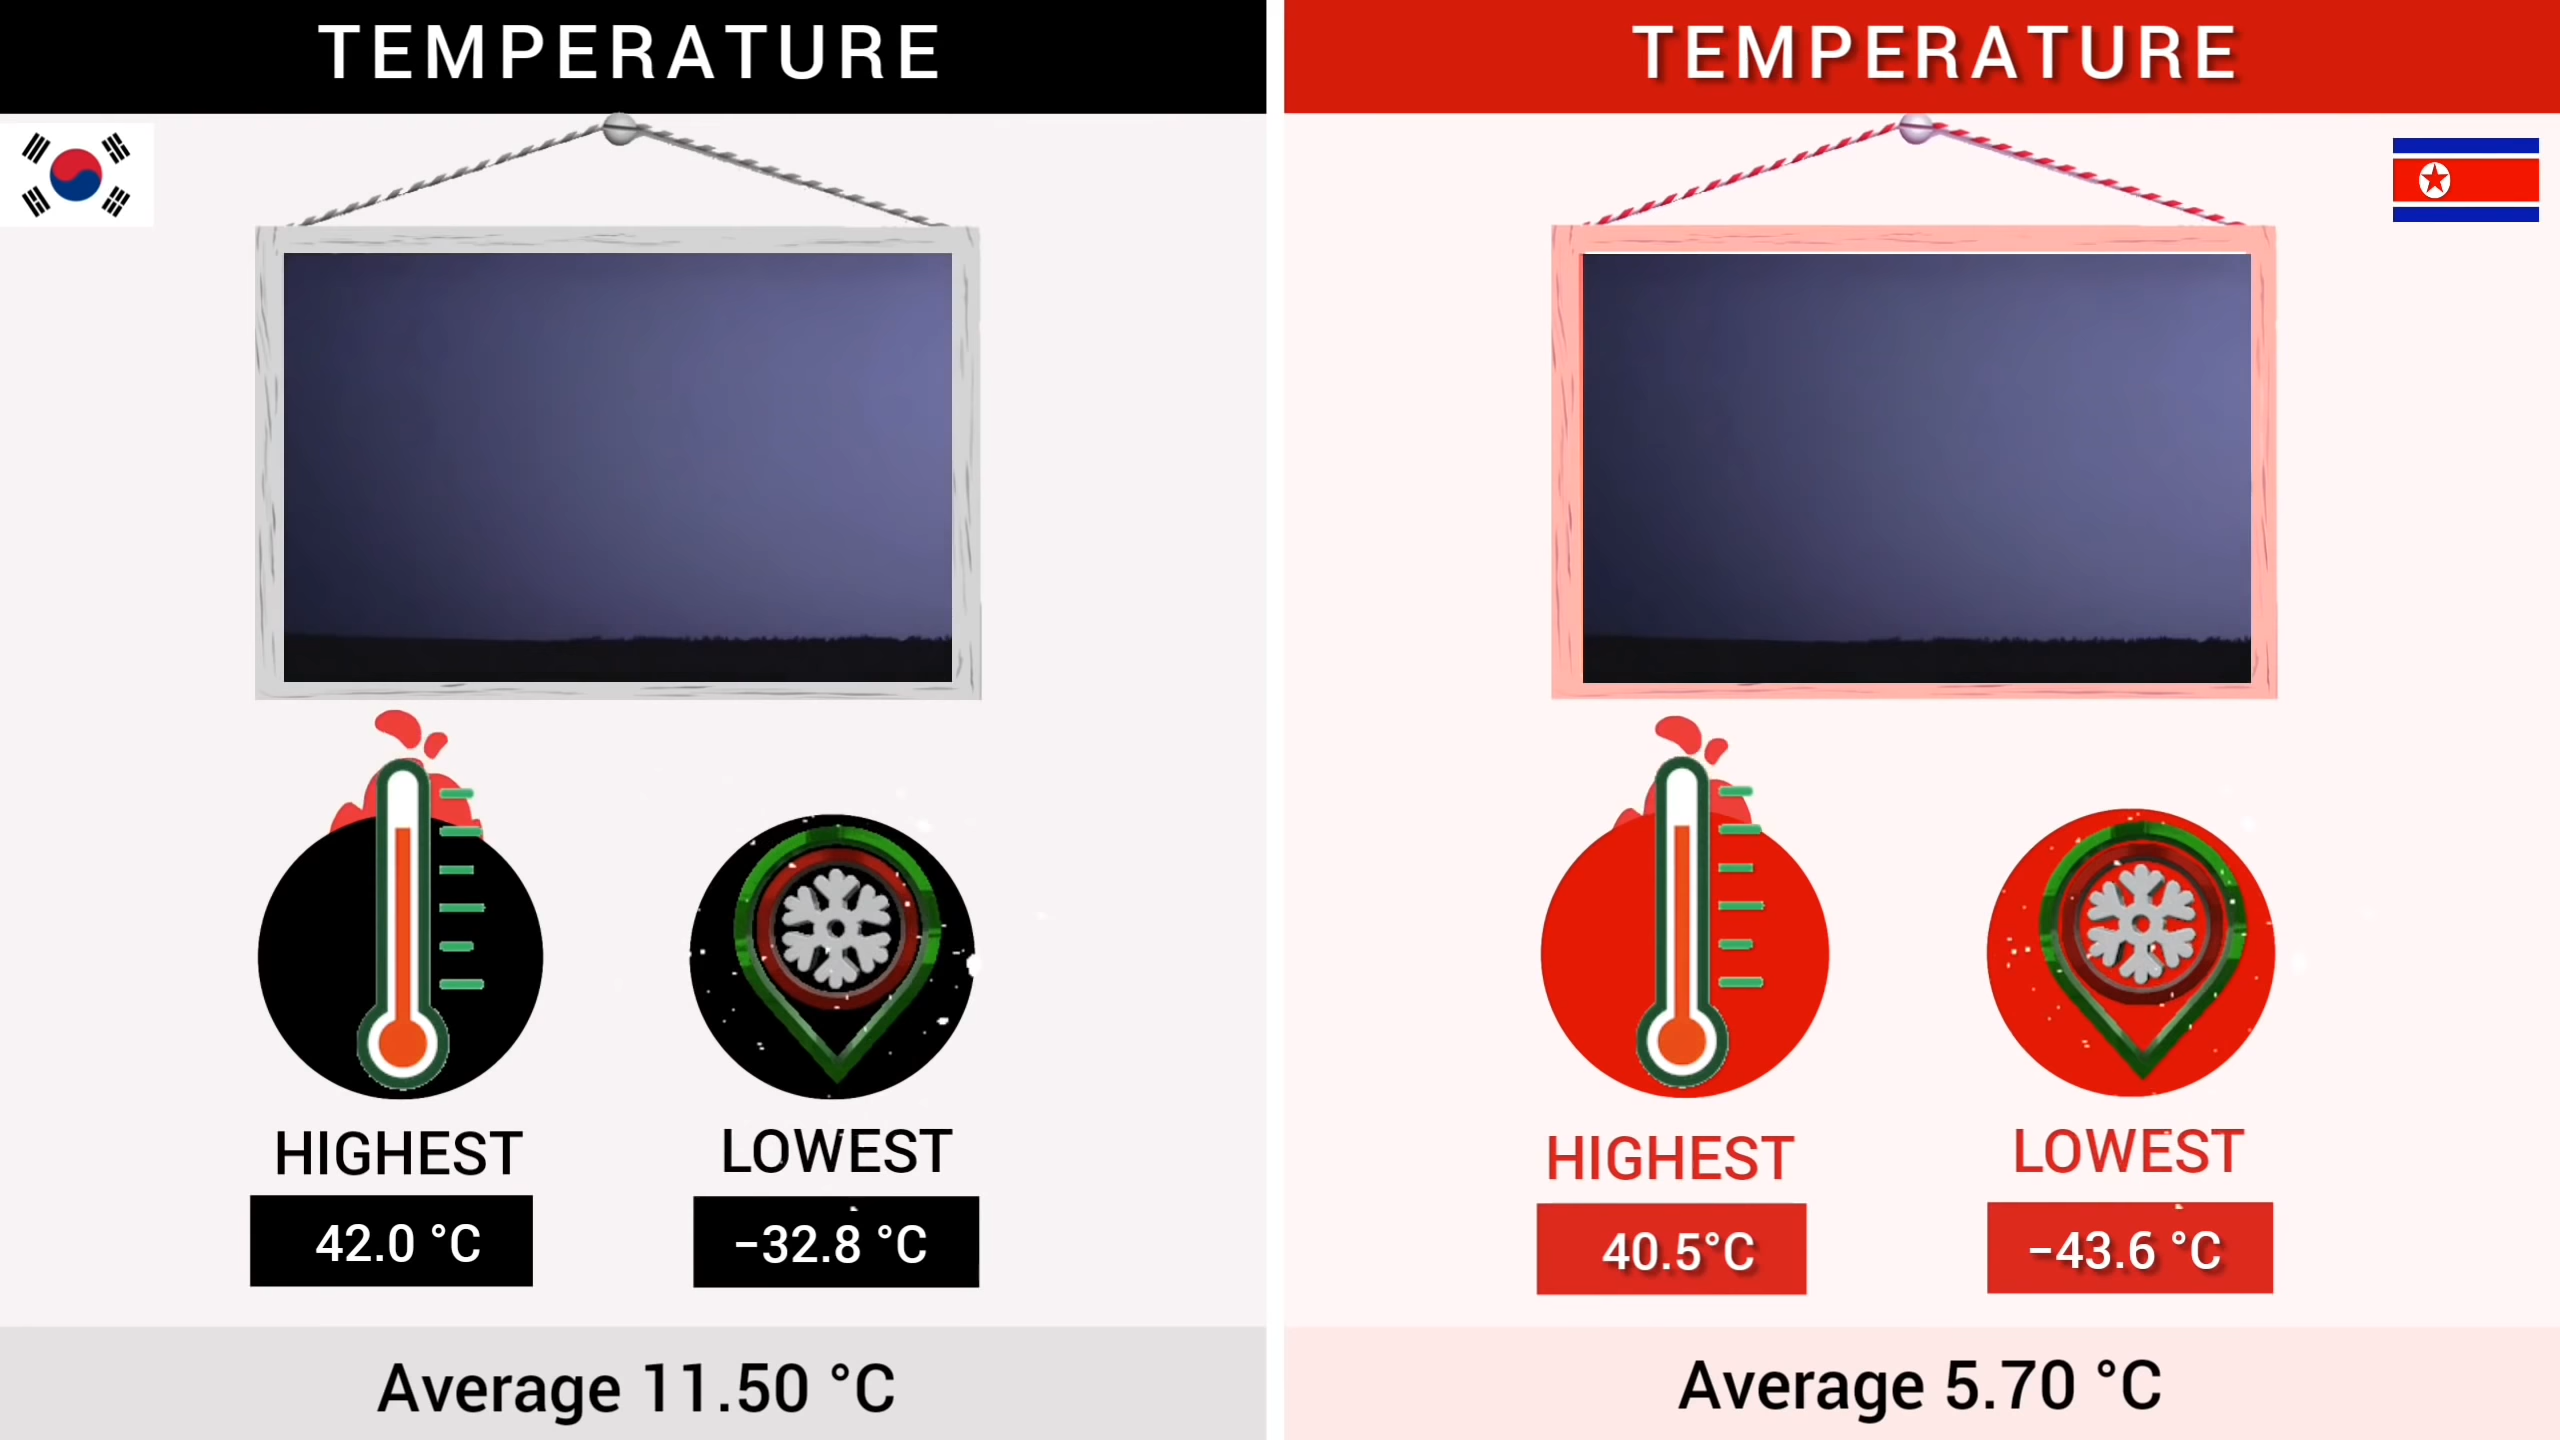 TEMPERATURE
HIGHEST
LOWEST
42.0 °C
−32.8 °C
Average 11.50 °C
TEMPERATURE
HIGHEST
LOWEST
40.5°C
−43.6 °C
Average 5.70 °C